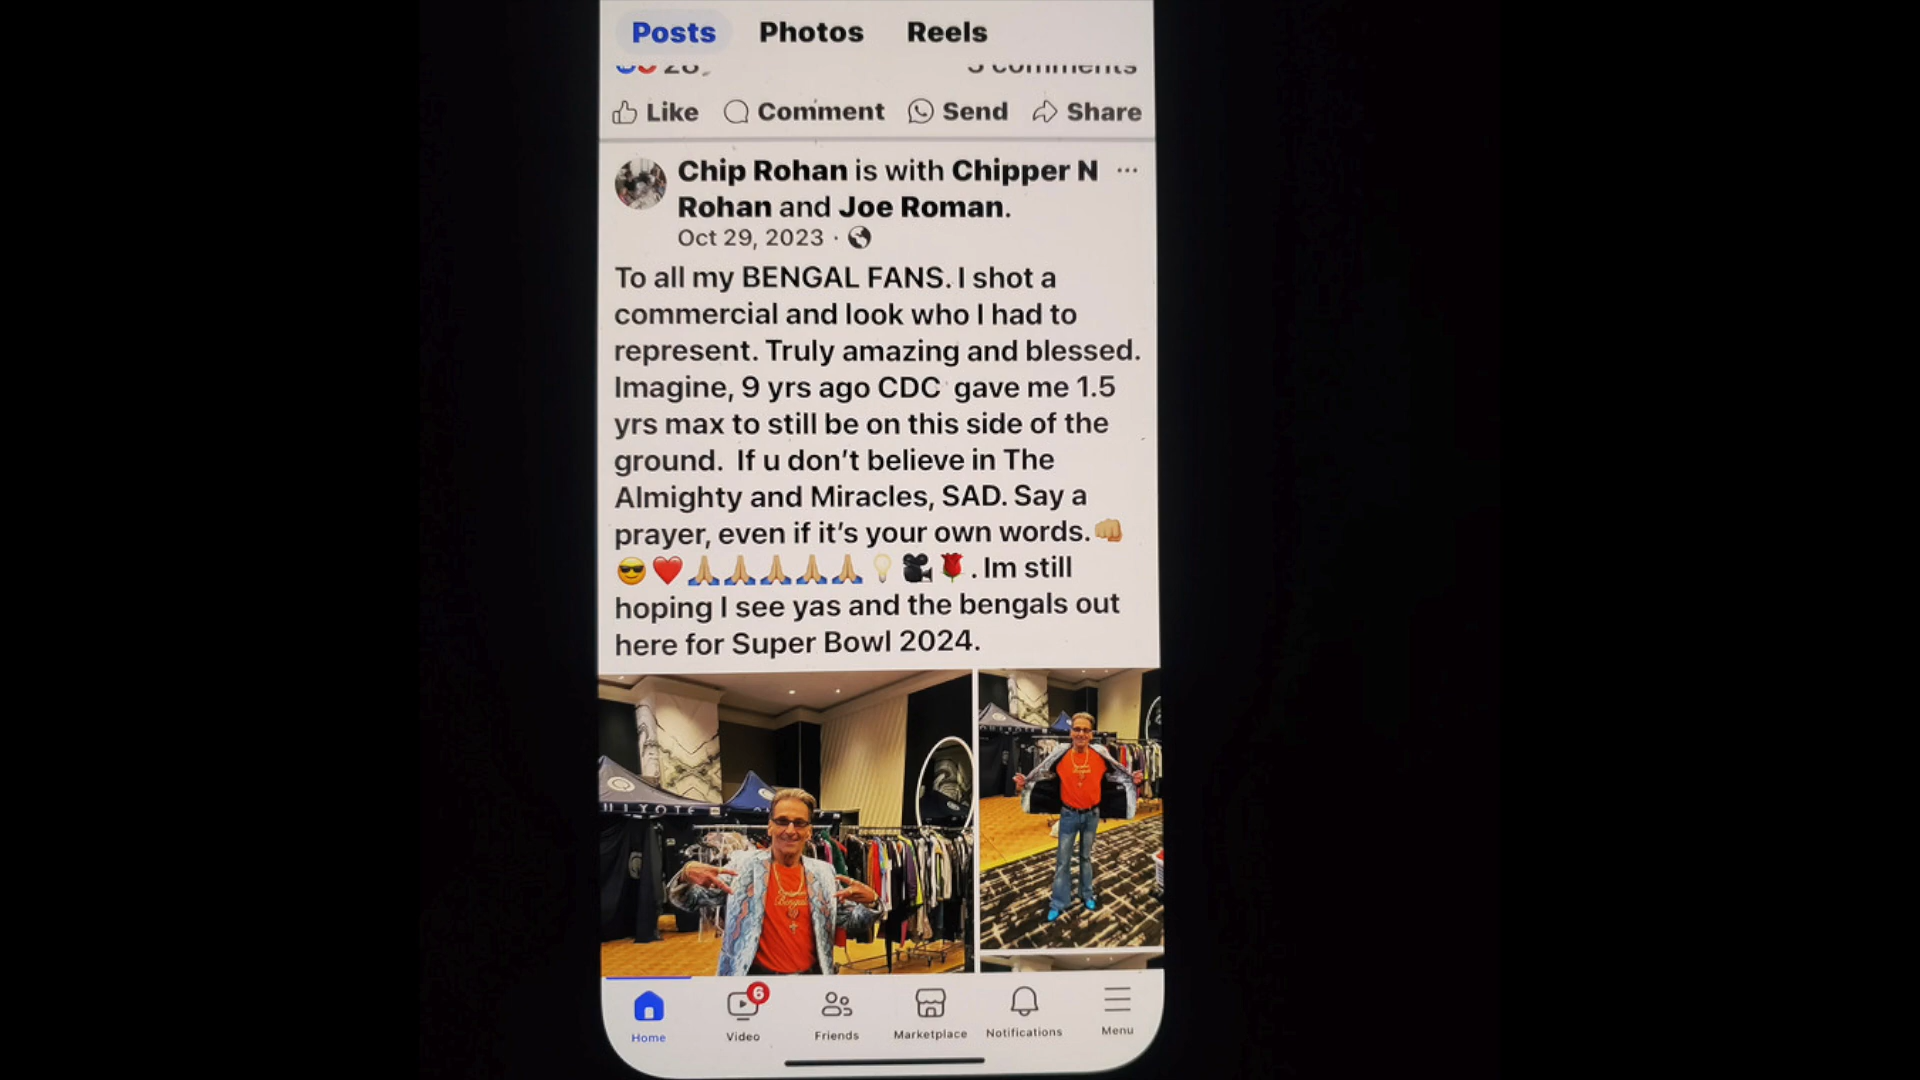 Posts Photos Reels
Like Comment Send Share
Chip Rohan is with Chipper N ...
Rohan and Joe Roman.
Oct 29, 2023 ·
To all my BENGAL FANS. I shot a
commercial and look who I had to
represent. Truly amazing and blessed.
Imagine, 9 yrs ago CDC gave me 1.5
yrs max to still be on this side of the
ground. If u don't believe in The
Almighty and Miracles, SAD. Say a
prayer, even if it's your own words.👊🏼
😎❤️🙏🏼🙏🏼🙏🏼🙏🏼🙏🏼💡🎥🌹. Im still
hoping I see yas and the bengals out
here for Super Bowl 2024.
Bengals
6
Home Video Friends Marketplace Notifications Menu